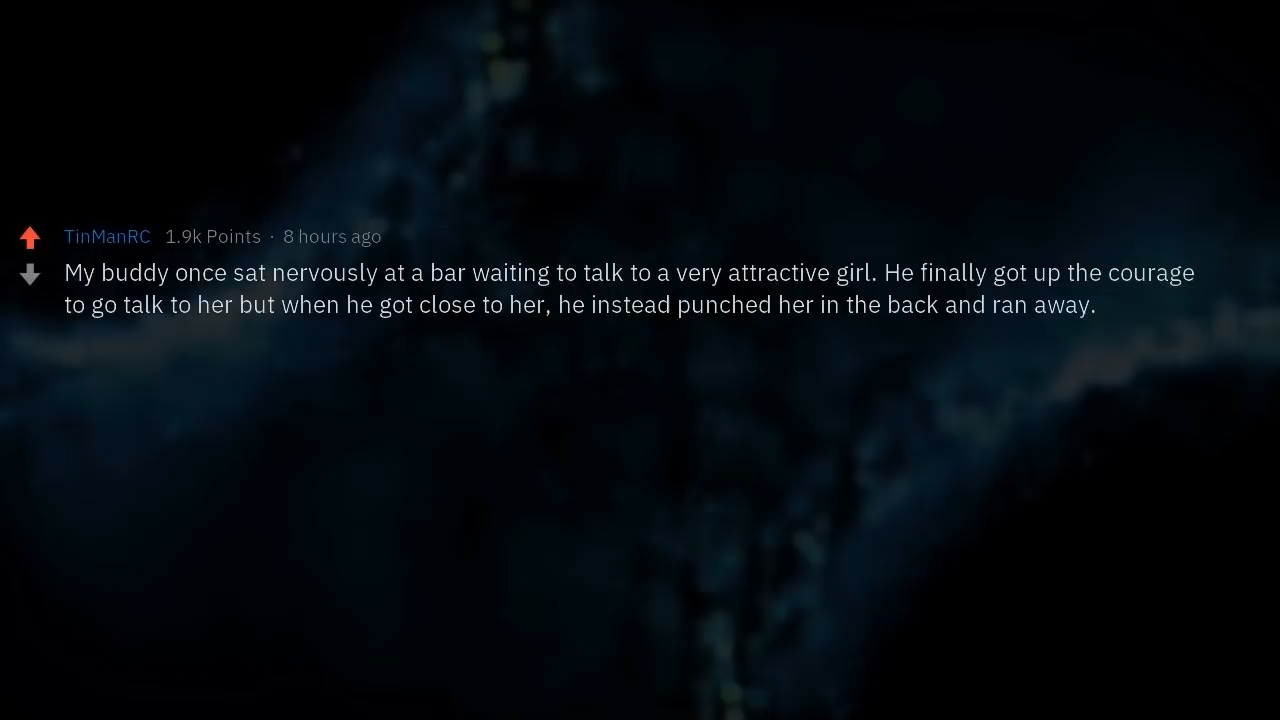 TinManRC 1.9k Points · 8 hours ago
My buddy once sat nervously at a bar waiting to talk to a very attractive girl. He finally got up the courage
to go talk to her but when he got close to her, he instead punched her in the back and ran away.